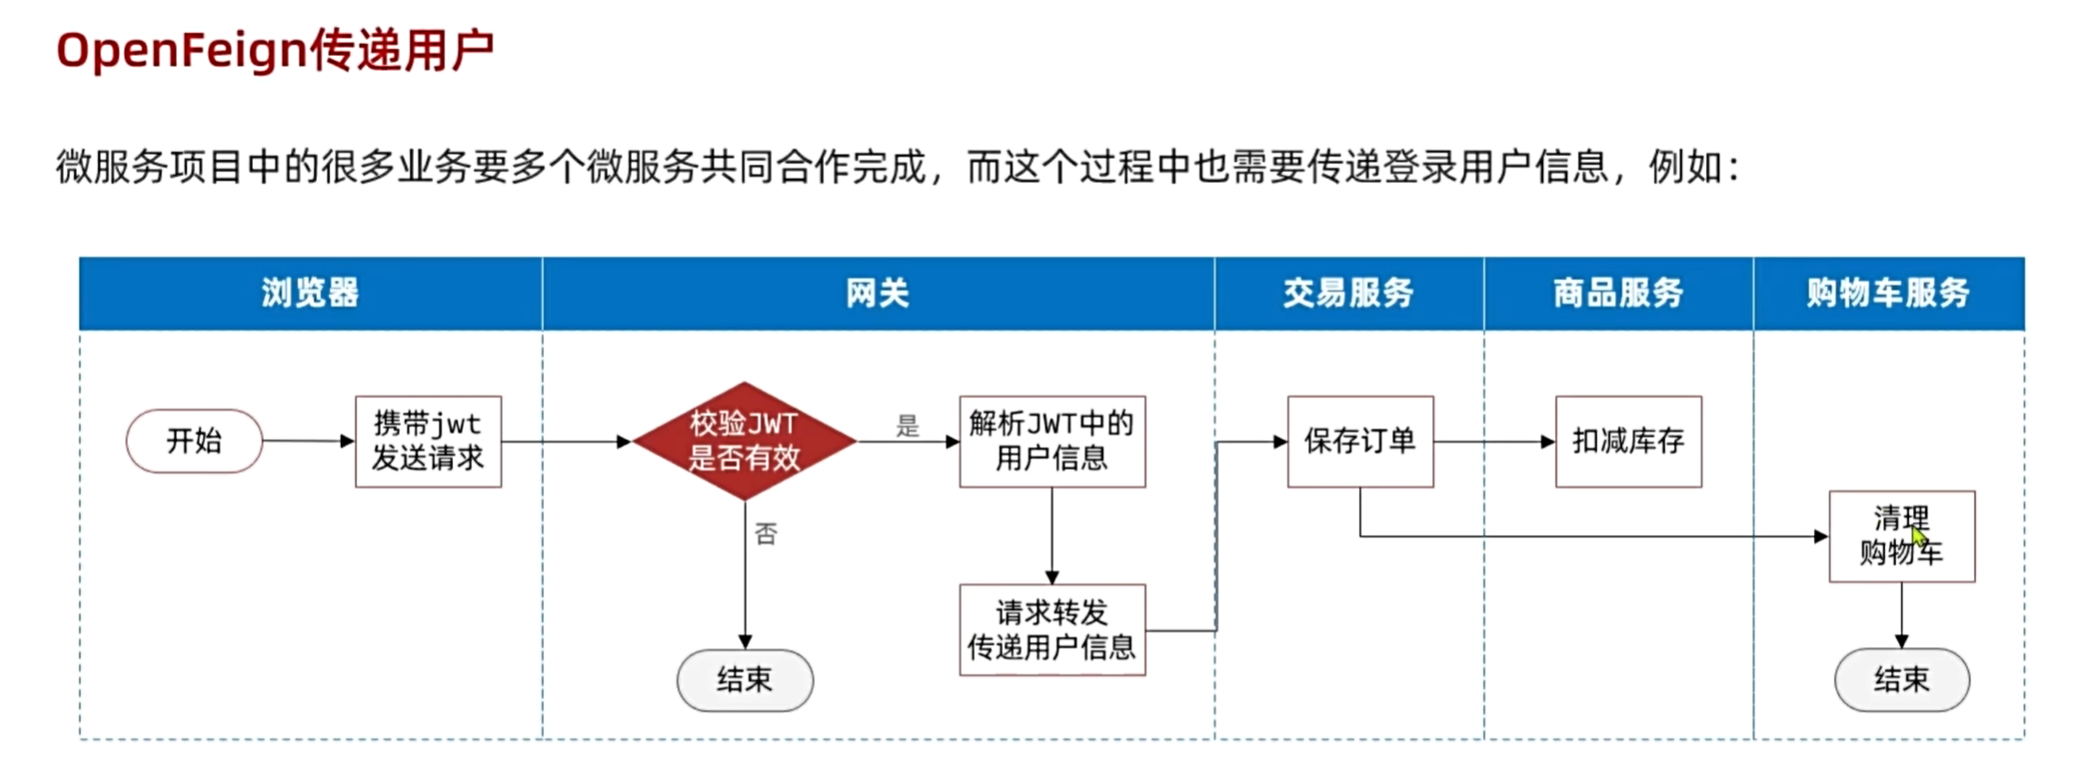 OpenFeign传递用户
微服务项目中的很多业务要多个微服务共同合作完成，而这个过程中也需要传递登录用户信息，例如：
浏览器
网关
交易服务
商品服务
购物车服务
开始
携带jwt
发送请求
校验JWT
是否有效
是
否
结束
解析JWT中的
用户信息
请求转发
传递用户信息
保存订单
扣减库存
清理
购物车
结束